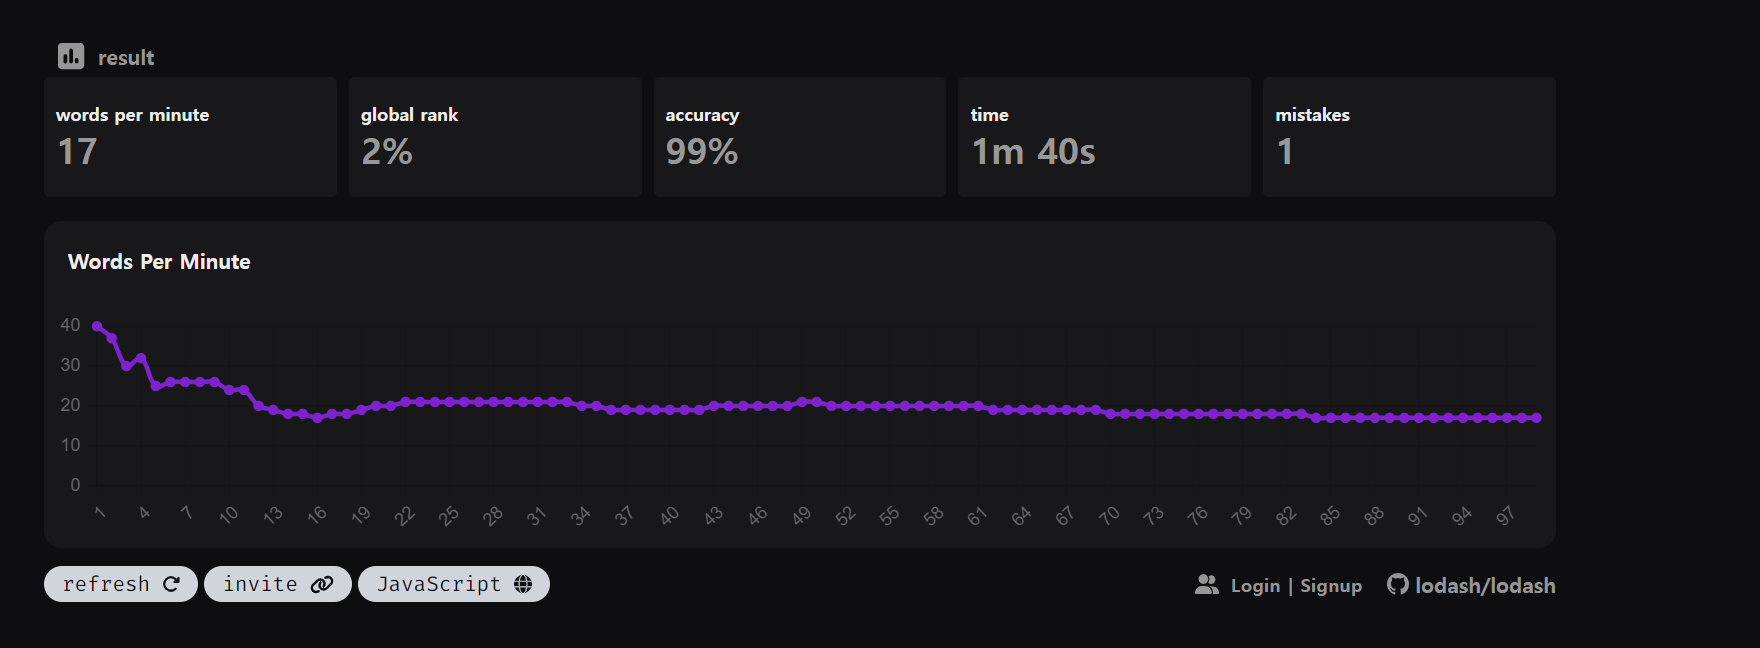 result
words per minute
17
global rank
2%
accuracy
99%
time
1m 40s
mistakes
1
Words Per Minute
40
30
20
10
0
1 4 7 10 13 16 19 22 25 28 31 34 37 40 43 46 49 52 55 58 61 64 67 70 73 76 79 82 85 88 91 94 97
refresh invite JavaScript Login | Signup lodash/lodash